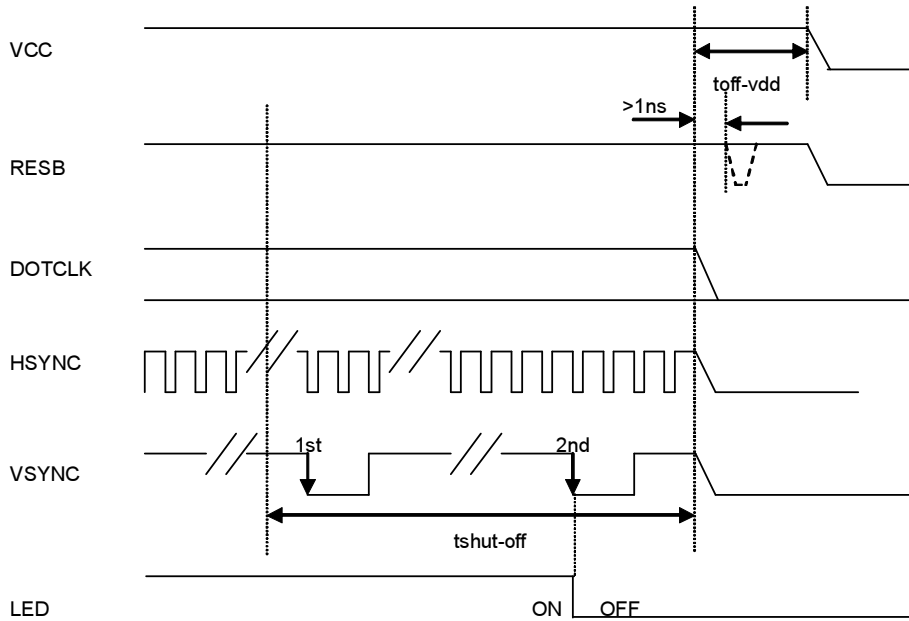 VCC
toff-vdd
>1ns
RESB
DOTCLK
HSYNC
1st
2nd
VSYNC
tshut-off
LED
ON
OFF